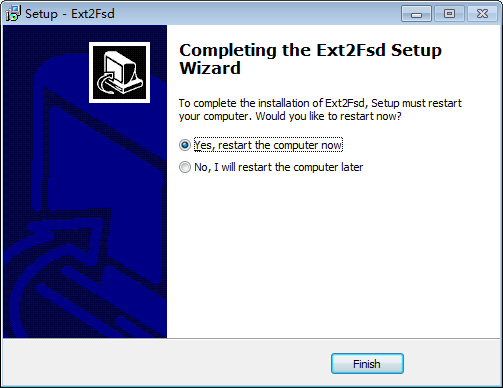 Setup - Ext2Fsd
Completing the Ext2Fsd Setup
Wizard
To complete the installation of Ext2Fsd, Setup must restart
your computer. Would you like to restart now?
Yes, restart the computer now
No, I will restart the computer later
Finish